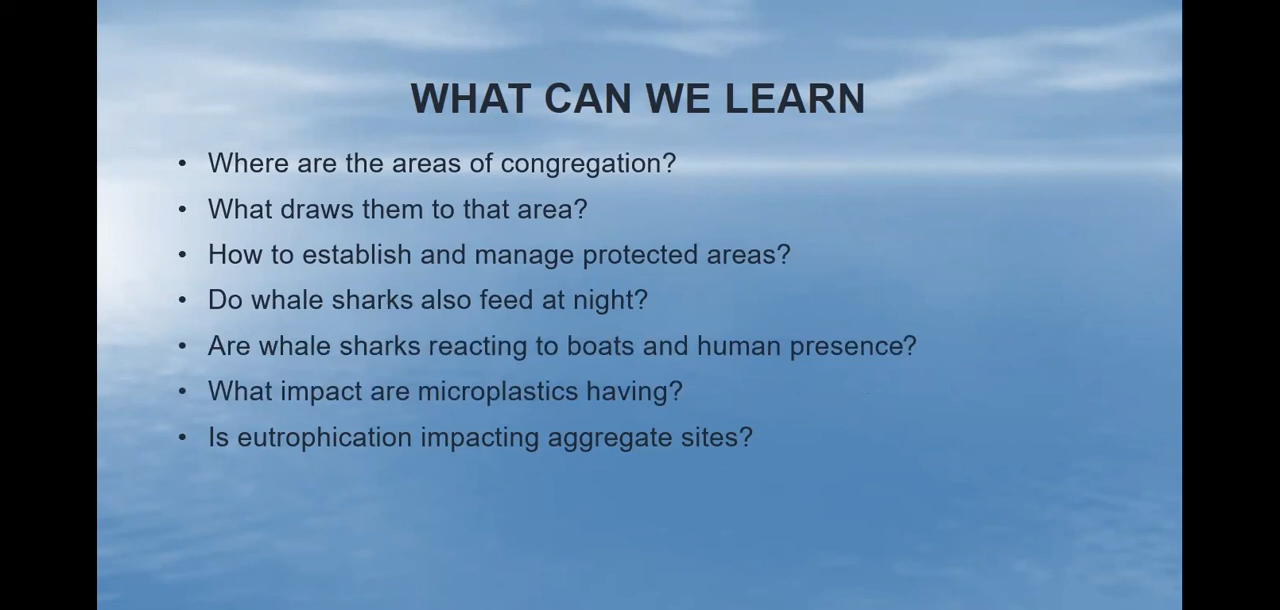 WHAT CAN WE LEARN
• Where are the areas of congregation?
• What draws them to that area?
• How to establish and manage protected areas?
• Do whale sharks also feed at night?
• Are whale sharks reacting to boats and human presence?
• What impact are microplastics having?
• Is eutrophication impacting aggregate sites?